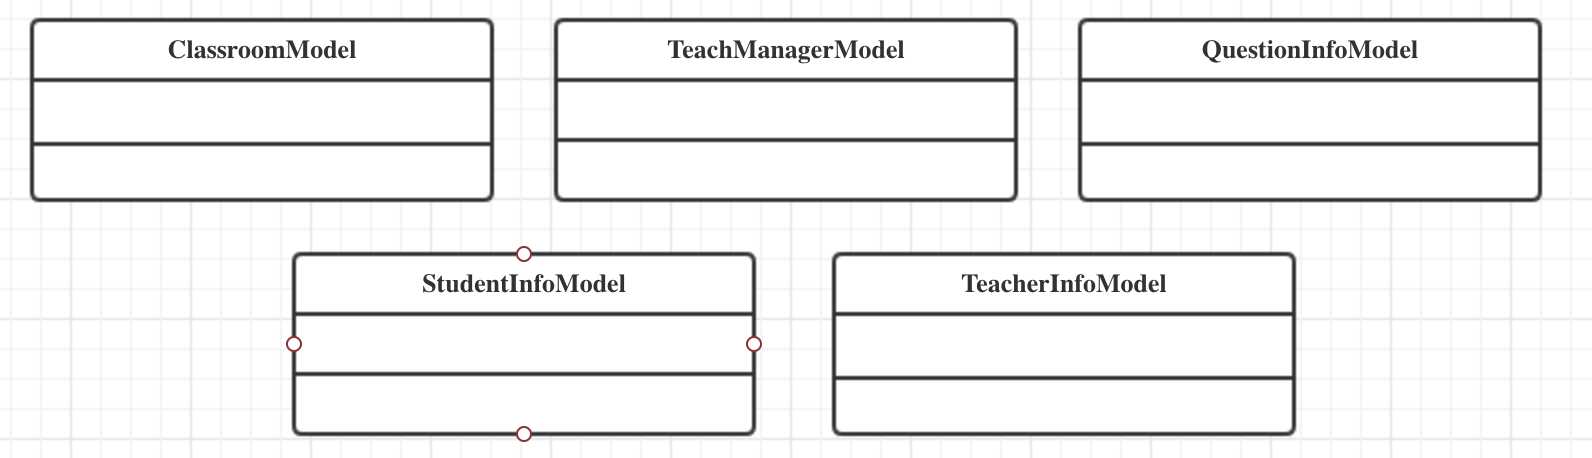 ClassroomModel
TeachManagerModel
QuestionInfoModel
StudentInfoModel
TeacherInfoModel